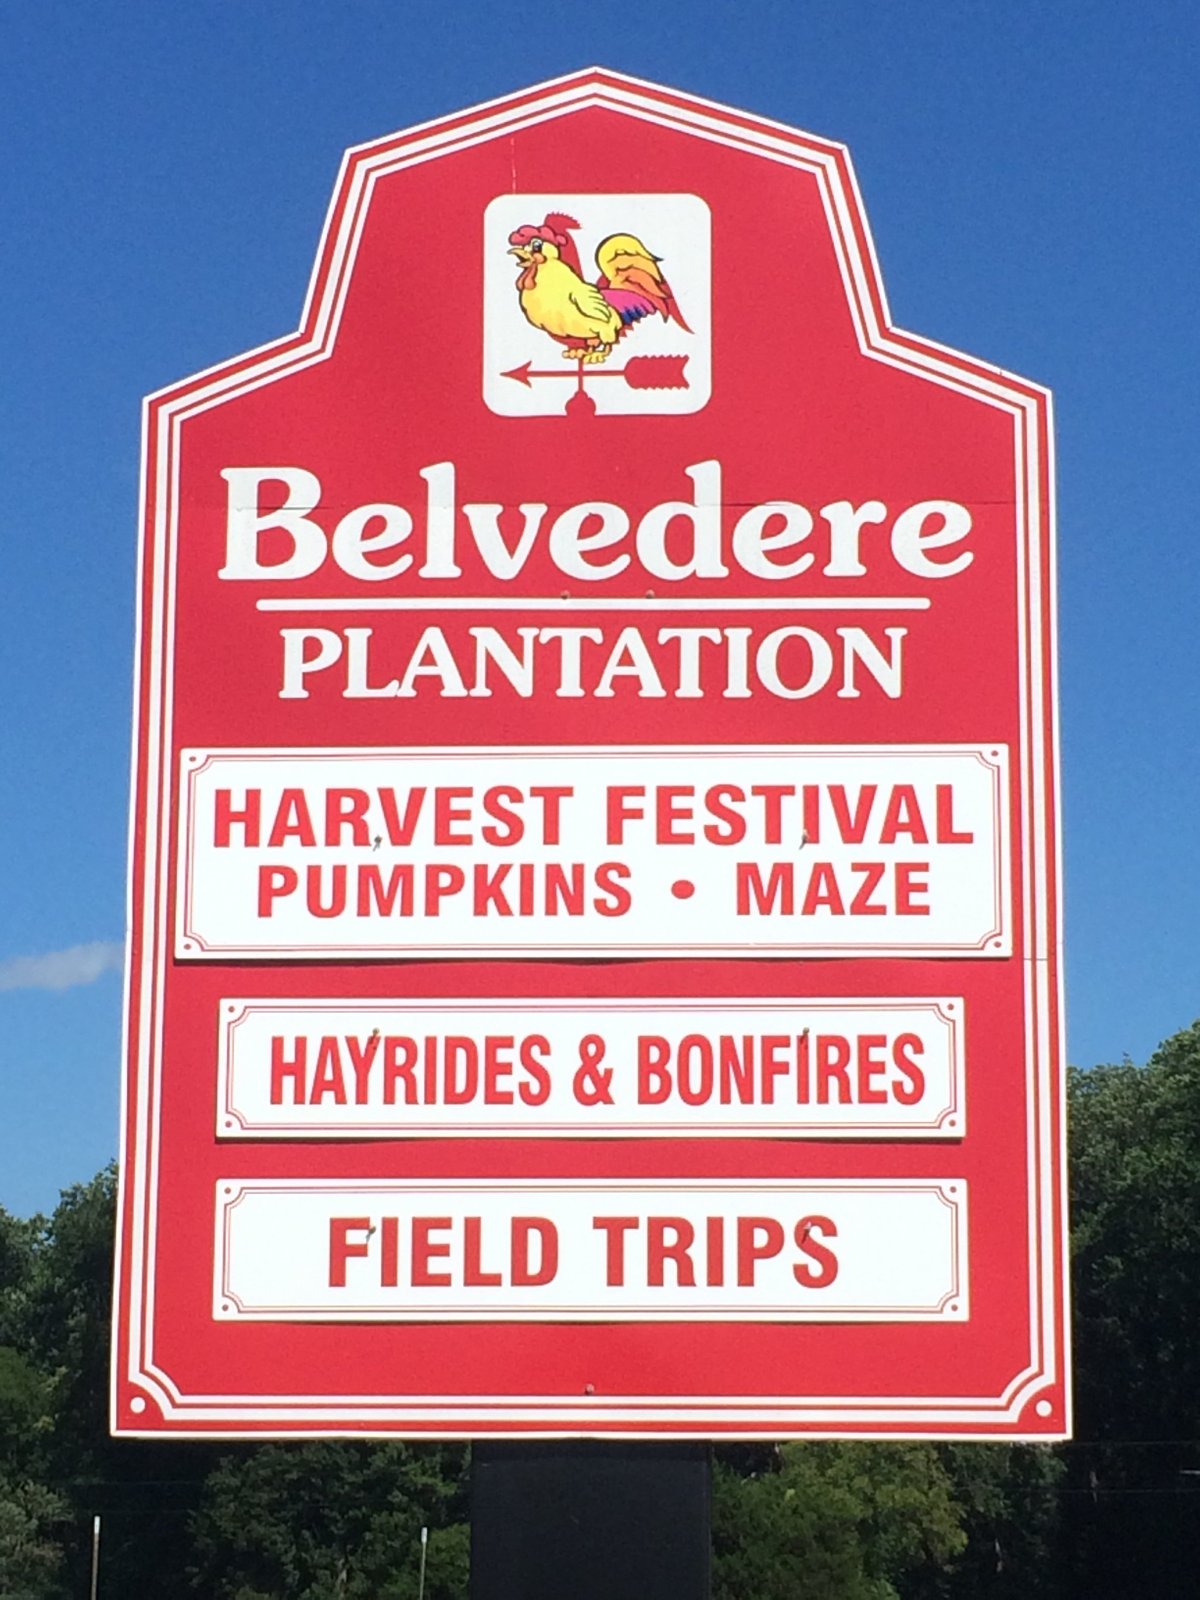 Belvedere
PLANTATION
HARVEST FESTIVAL
PUMPKINS • MAZE
HAYRIDES & BONFIRES
FIELD TRIPS